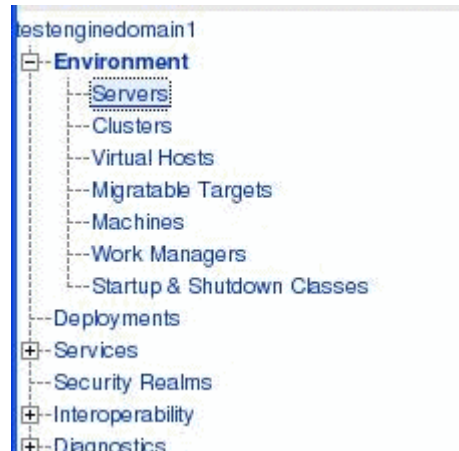 testenginedomain1
Environment
Servers
Clusters
Virtual Hosts
Migratable Targets
Machines
Work Managers
Startup & Shutdown Classes
Deployments
Services
Security Realms
Interoperability
Diagnostics